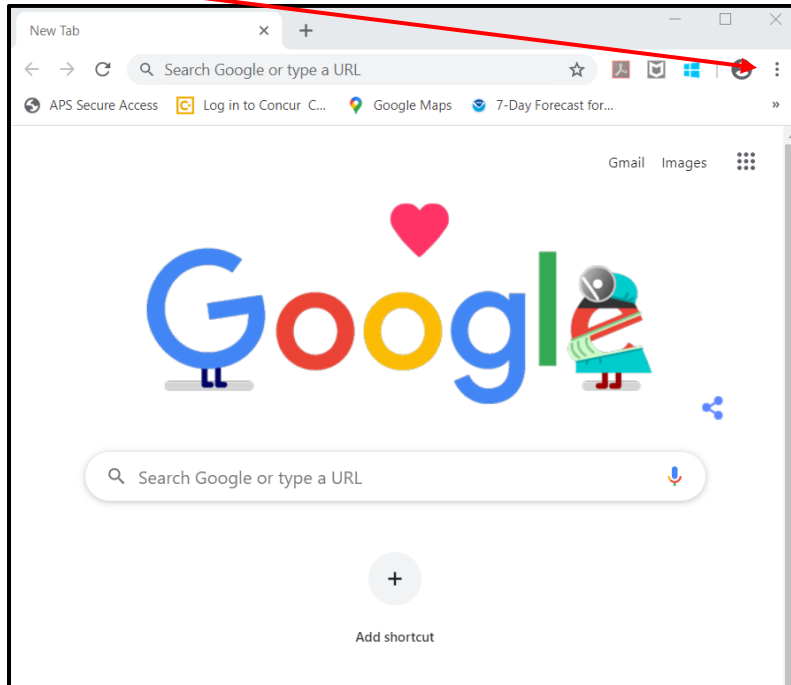 New Tab
Search Google or type a URL
APS Secure Access Log in to Concur C... Google Maps 7-Day Forecast for...
Gmail Images
Google
Search Google or type a URL
Add shortcut